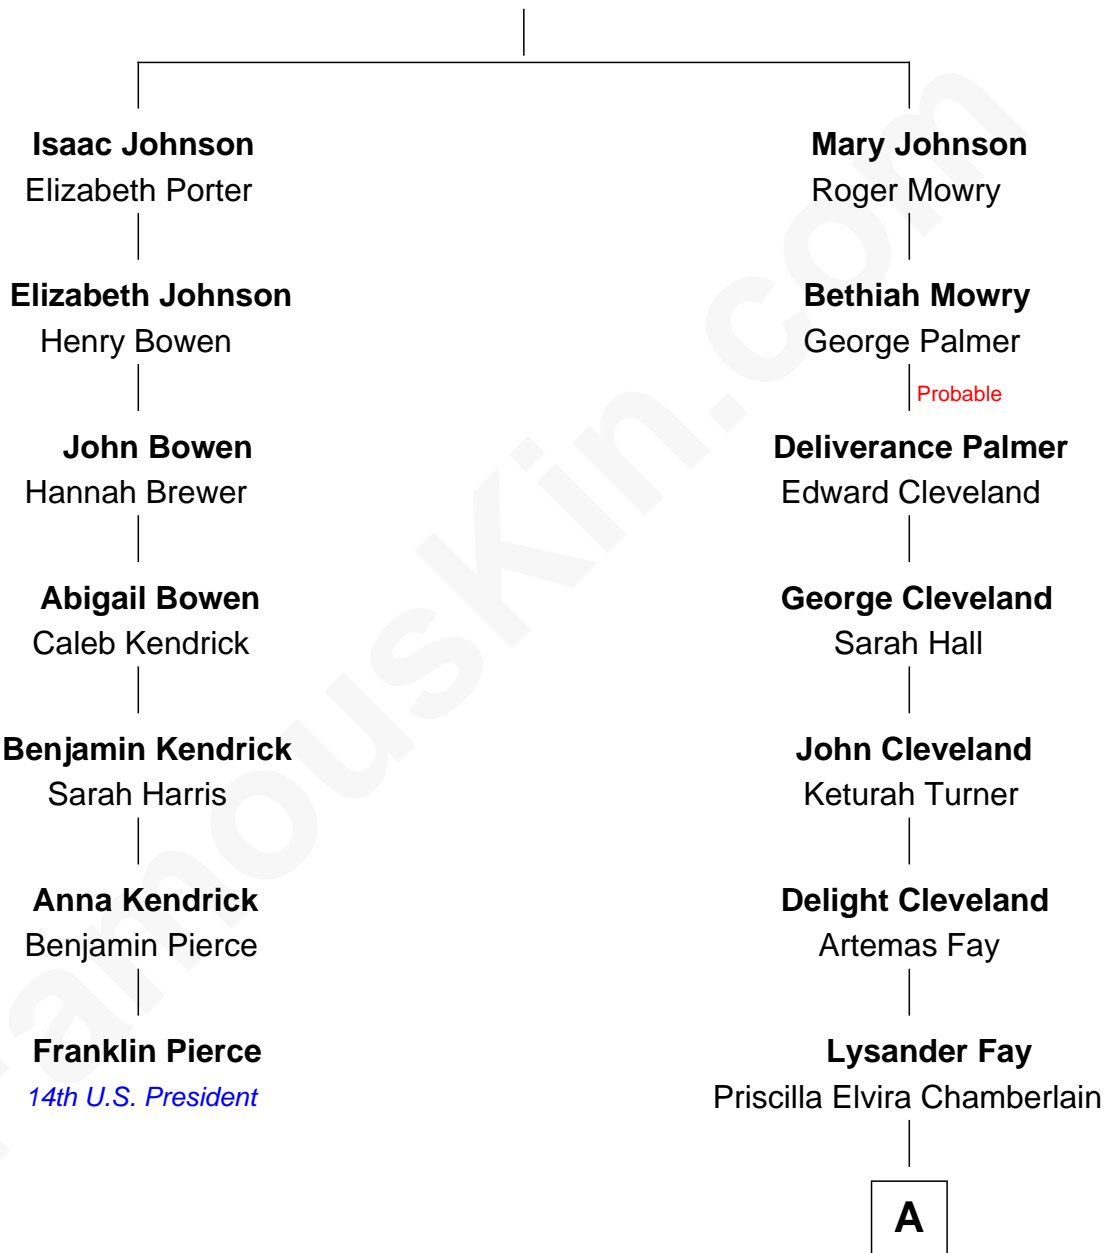 Isaac Johnson
Elizabeth Porter
Elizabeth Johnson
Henry Bowen
John Bowen
Hannah Brewer
Abigail Bowen
Caleb Kendrick
Benjamin Kendrick
Sarah Harris
Anna Kendrick
Benjamin Pierce
Franklin Pierce
14th U.S. President
Mary Johnson
Roger Mowry
Bethiah Mowry
George Palmer
Probable
Deliverance Palmer
Edward Cleveland
George Cleveland
Sarah Hall
John Cleveland
Keturah Turner
Delight Cleveland
Artemas Fay
Lysander Fay
Priscilla Elvira Chamberlain
A
FamousKin.com